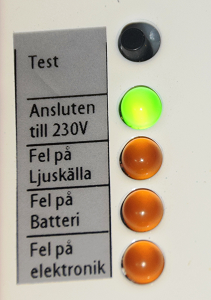 Test
Ansluten
till 230V
Fel på
Ljuskälla
Fel på
Batteri
Fel på
elektronik